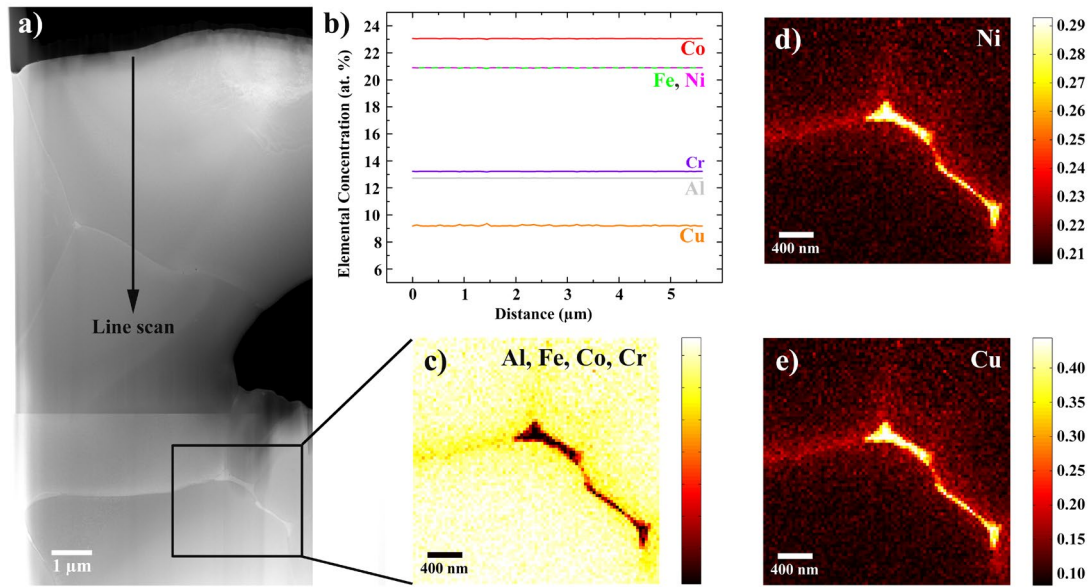 a)
Line scan
1 µm
b)
Elemental Concentration (at. %)
24
22
20
18
16
14
12
10
8
6
Co
Fe, Ni
Cr
Al
Cu
0
1
2
3
4
5
Distance (µm)
c)
Al, Fe, Co, Cr
400 nm
d)
Ni
400 nm
0.29
0.28
0.27
0.26
0.25
0.24
0.23
0.22
0.21
e)
Cu
400 nm
0.40
0.35
0.30
0.25
0.20
0.15
0.10